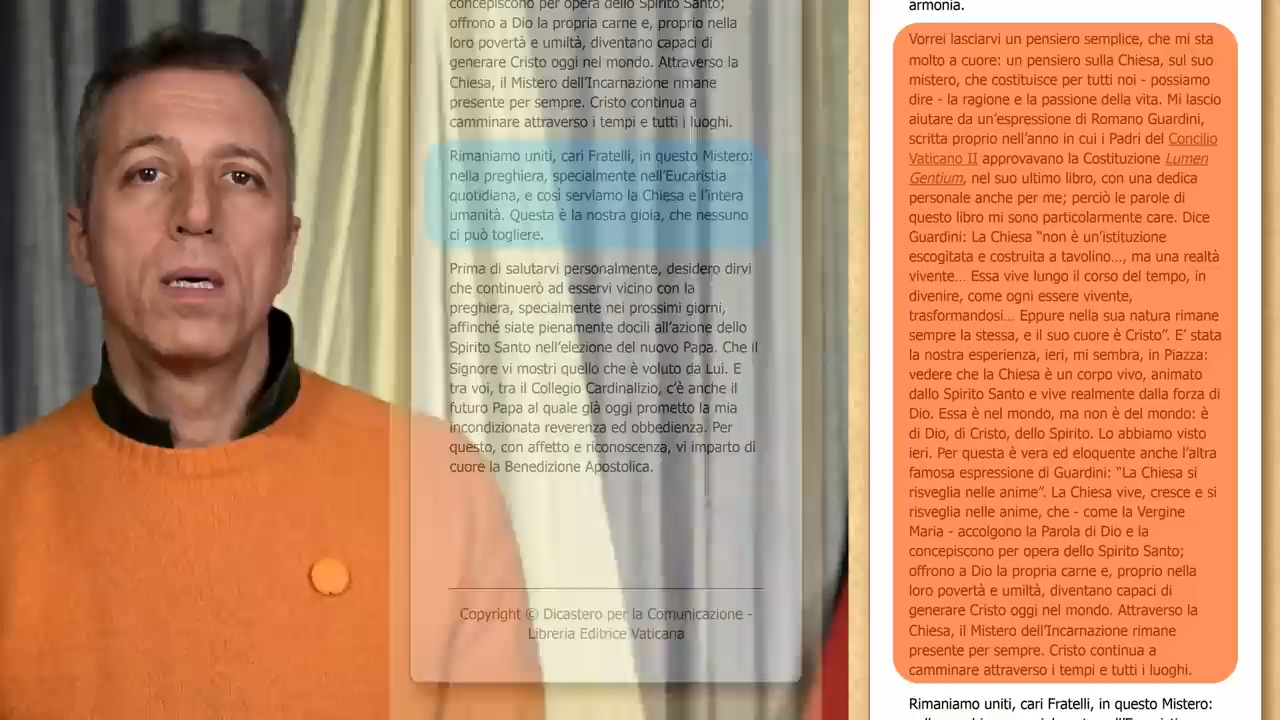 concepiscono per opera dello Spirito Santo;
offrono a Dio la propria carne e, proprio nella
loro povertà e umiltà, diventano capaci di
generare Cristo oggi nel mondo. Attraverso la
Chiesa, il Mistero dell'Incarnazione rimane
presente per sempre. Cristo continua a
camminare attraverso i tempi e tutti i luoghi.
Rimaniamo uniti, cari Fratelli, in questo Mistero:
nella preghiera, specialmente nell'Eucaristia
quotidiana, e così serviamo la Chiesa e l'intera
umanità. Questa è la nostra gioia, che nessuno
ci può togliere.
Prima di salutarvi personalmente, desidero dirvi
che continuerò ad esservi vicino con la
preghiera, specialmente nei prossimi giorni,
affinché siate pienamente docili all'azione dello
Spirito Santo nell'elezione del nuovo Papa. Che il
Signore vi mostri quello che è voluto da Lui. E
tra voi, tra il Collegio Cardinalizio, c'è anche il
futuro Papa al quale già oggi prometto la mia
incondizionata reverenza ed obbedienza. Per
questo, con affetto e riconoscenza, vi imparto di
cuore la Benedizione Apostolica.
Copyright © Dicastero per la Comunicazione -
Libreria Editrice Vaticana
armonia.
Vorrei lasciarvi un pensiero semplice, che mi sta
molto a cuore: un pensiero sulla Chiesa, sul suo
mistero, che costituisce per tutti noi - possiamo
dire - la ragione e la passione della vita. Mi lascio
aiutare da un'espressione di Romano Guardini,
scritta proprio nell'anno in cui i Padri del Concilio
Vaticano II approvavano la Costituzione Lumen
Gentium, nel suo ultimo libro, con una dedica
personale anche per me; perciò le parole di
questo libro mi sono particolarmente care. Dice
Guardini: La Chiesa "non è un'istituzione
escogitata e costruita a tavolino..., ma una realtà
vivente... Essa vive lungo il corso del tempo, in
divenire, come ogni essere vivente,
trasformandosi... Eppure nella sua natura rimane
sempre la stessa, e il suo cuore è Cristo". E' stata
la nostra esperienza, ieri, mi sembra, in Piazza:
vedere che la Chiesa è un corpo vivo, animato
dallo Spirito Santo e vive realmente dalla forza di
Dio. Essa è nel mondo, ma non è del mondo: è
di Dio, di Cristo, dello Spirito. Lo abbiamo visto
ieri. Per questa è vera ed eloquente anche l'altra
famosa espressione di Guardini: "La Chiesa si
risveglia nelle anime". La Chiesa vive, cresce e si
risveglia nelle anime, che - come la Vergine
Maria - accolgono la Parola di Dio e la
concepiscono per opera dello Spirito Santo;
offrono a Dio la propria carne e, proprio nella
loro povertà e umiltà, diventano capaci di
generare Cristo oggi nel mondo. Attraverso la
Chiesa, il Mistero dell'Incarnazione rimane
presente per sempre. Cristo continua a
camminare attraverso i tempi e tutti i luoghi.
Rimaniamo uniti, cari Fratelli, in questo Mistero: